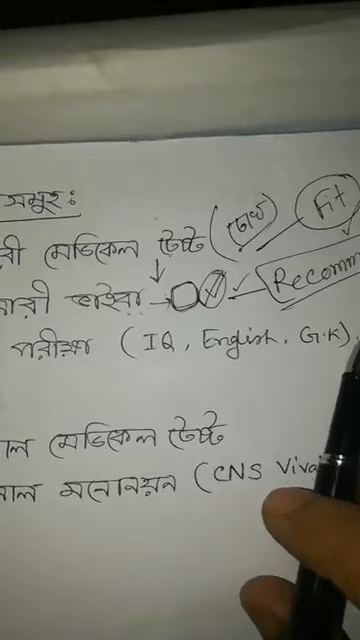 সমূহঃ
রী মেডিকেল টেস্ট (চোখ) Fit
ভাইবা → ✓ Recomm
পরীক্ষা (IQ, English, G.K).
াল মেডিকেল টেস্ট
াল মনোনয়ন (CNS Viva